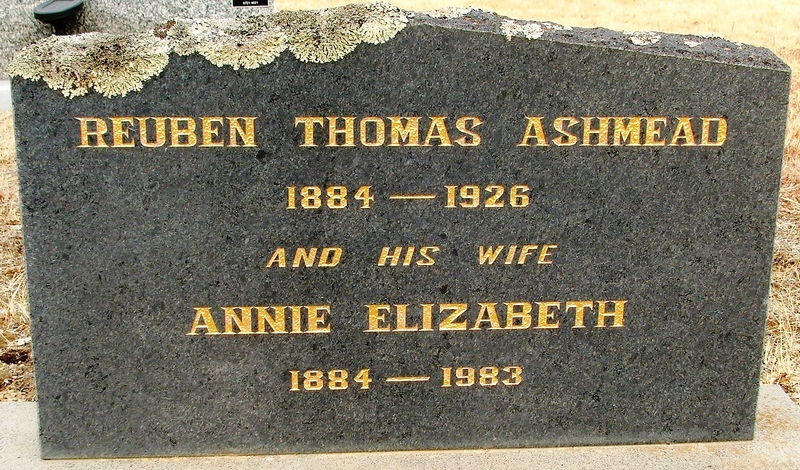 REUBEN THOMAS ASHMEAD
1884 — 1926
AND HIS WIFE
ANNIE ELIZABETH
1884 — 1983